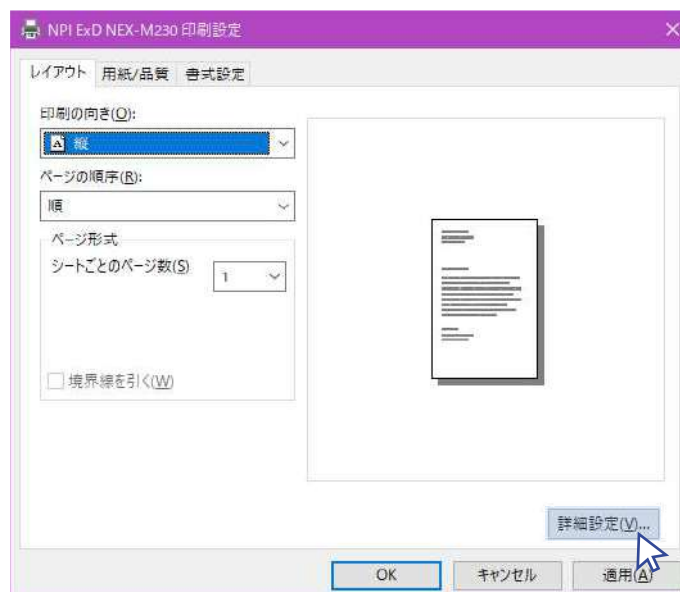 NPI ExD NEX-M230 印刷設定
レイアウト 用紙/品質 書式設定
印刷の向き(O):
縦
ページの順序(R):
順
ページ形式
シートごとのページ数(S) 1
境界線を引く(W)
詳細設定(V)...
OK キャンセル 適用(A)